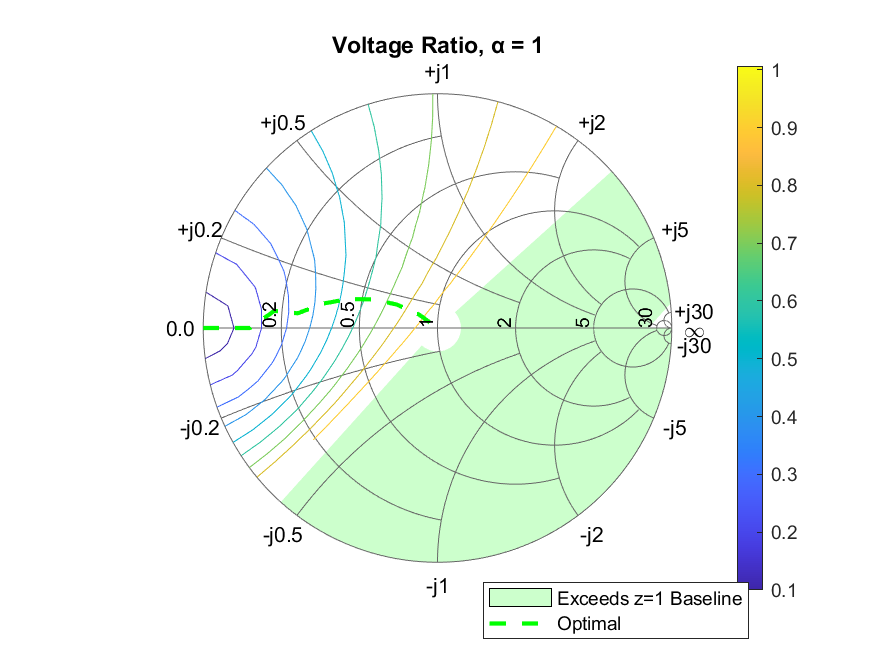 Voltage Ratio, α = 1
+j1
+j0.5
+j2
+j0.2
+j5
0.0
0.2
0.5
1
2
5
30
+j30
∞
-j30
-j0.2
-j5
-j0.5
-j2
-j1
1
0.9
0.8
0.7
0.6
0.5
0.4
0.3
0.2
0.1
Exceeds z=1 Baseline
Optimal